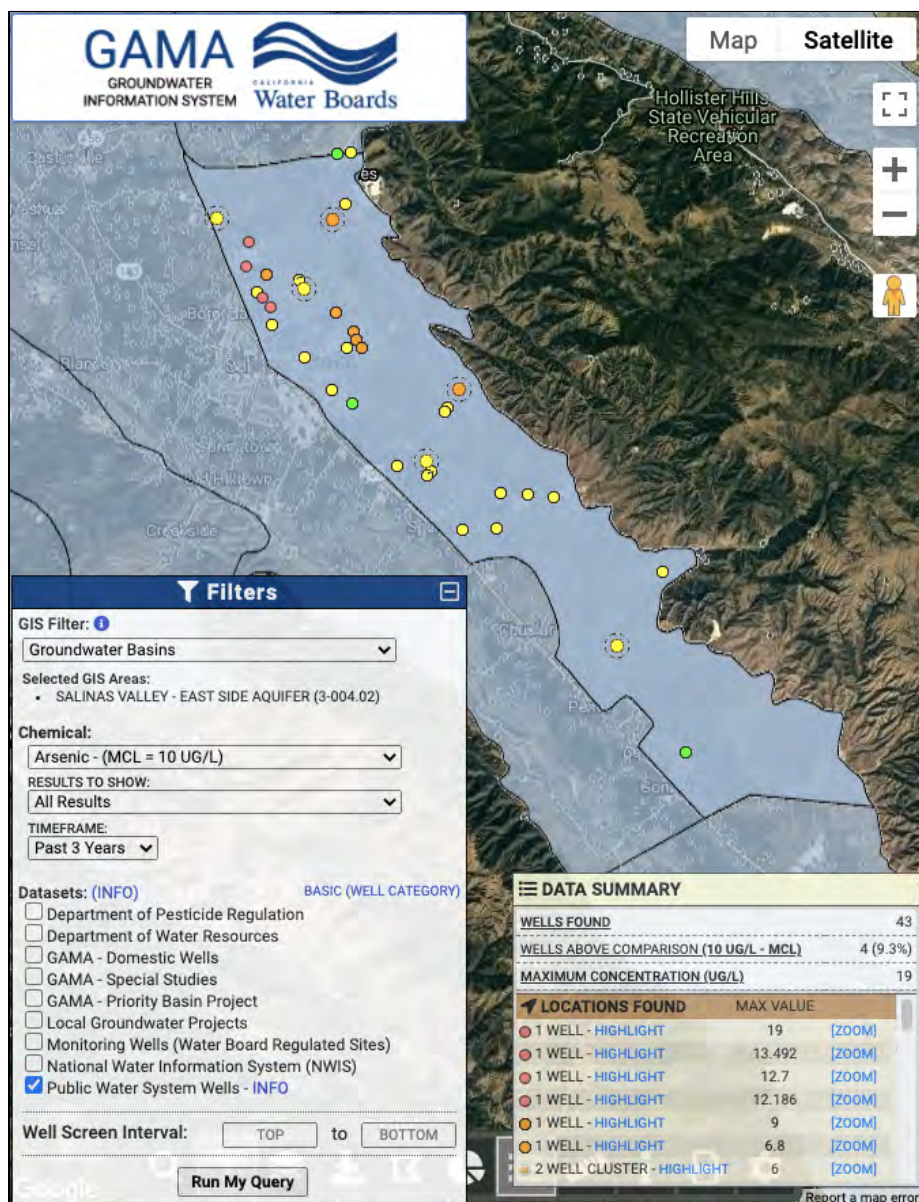 GAMA
GROUNDWATER
INFORMATION SYSTEM
CALIFORNIA
Water Boards
Map
Satellite
Hollister Hills
State Vehicular
Recreation
Area
es
183
Creekside
Chualar
Filters
GIS Filter:
Groundwater Basins
Selected GIS Areas:
• SALINAS VALLEY - EAST SIDE AQUIFER (3-004.02)
Chemical:
Arsenic - (MCL = 10 UG/L)
RESULTS TO SHOW:
All Results
TIMEFRAME:
Past 3 Years
Datasets: (INFO) BASIC (WELL CATEGORY)
Department of Pesticide Regulation
Department of Water Resources
GAMA - Domestic Wells
GAMA - Special Studies
GAMA - Priority Basin Project
Local Groundwater Projects
Monitoring Wells (Water Board Regulated Sites)
National Water Information System (NWIS)
Public Water System Wells - INFO
Well Screen Interval: TOP to BOTTOM
Run My Query
Google
DATA SUMMARY
WELLS FOUND 43
WELLS ABOVE COMPARISON (10 UG/L - MCL) 4 (9.3%)
MAXIMUM CONCENTRATION (UG/L) 19
LOCATIONS FOUND MAX VALUE
1 WELL - HIGHLIGHT 19 [ZOOM]
1 WELL - HIGHLIGHT 13.492 [ZOOM]
1 WELL - HIGHLIGHT 12.7 [ZOOM]
1 WELL - HIGHLIGHT 12.186 [ZOOM]
1 WELL - HIGHLIGHT 9 [ZOOM]
1 WELL - HIGHLIGHT 6.8 [ZOOM]
2 WELL CLUSTER - HIGHLIGHT 6 [ZOOM]
Report a map error